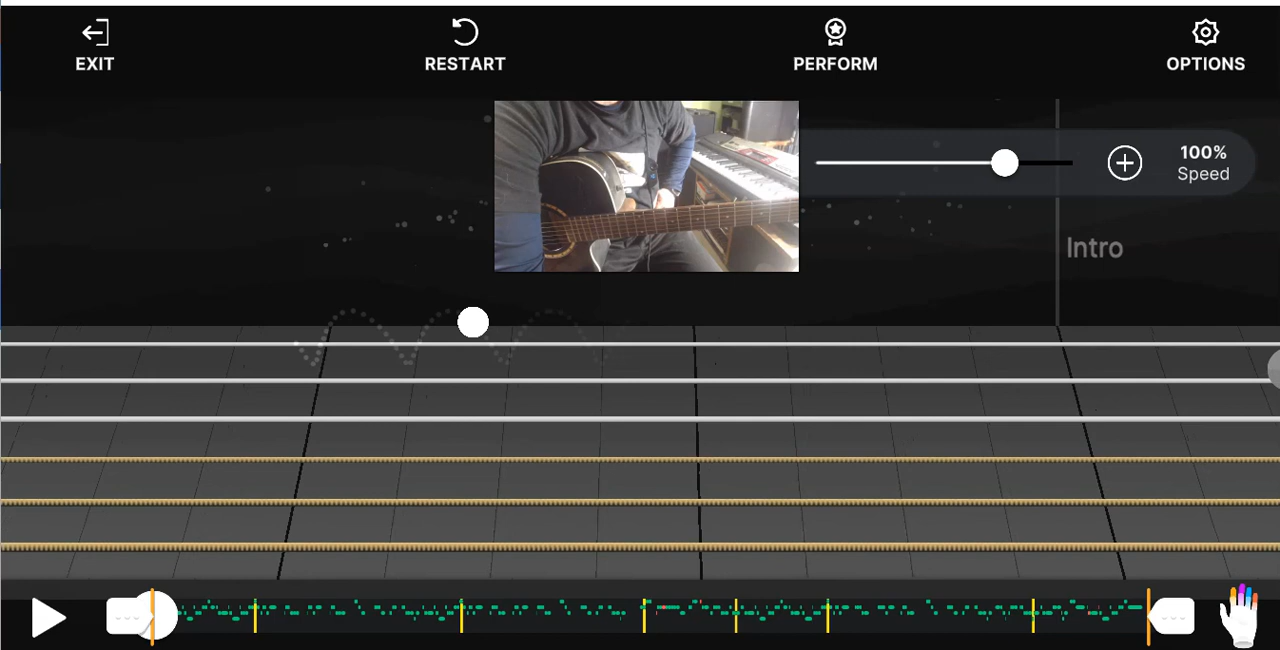 EXIT
RESTART
PERFORM
OPTIONS
100%
Speed
Intro